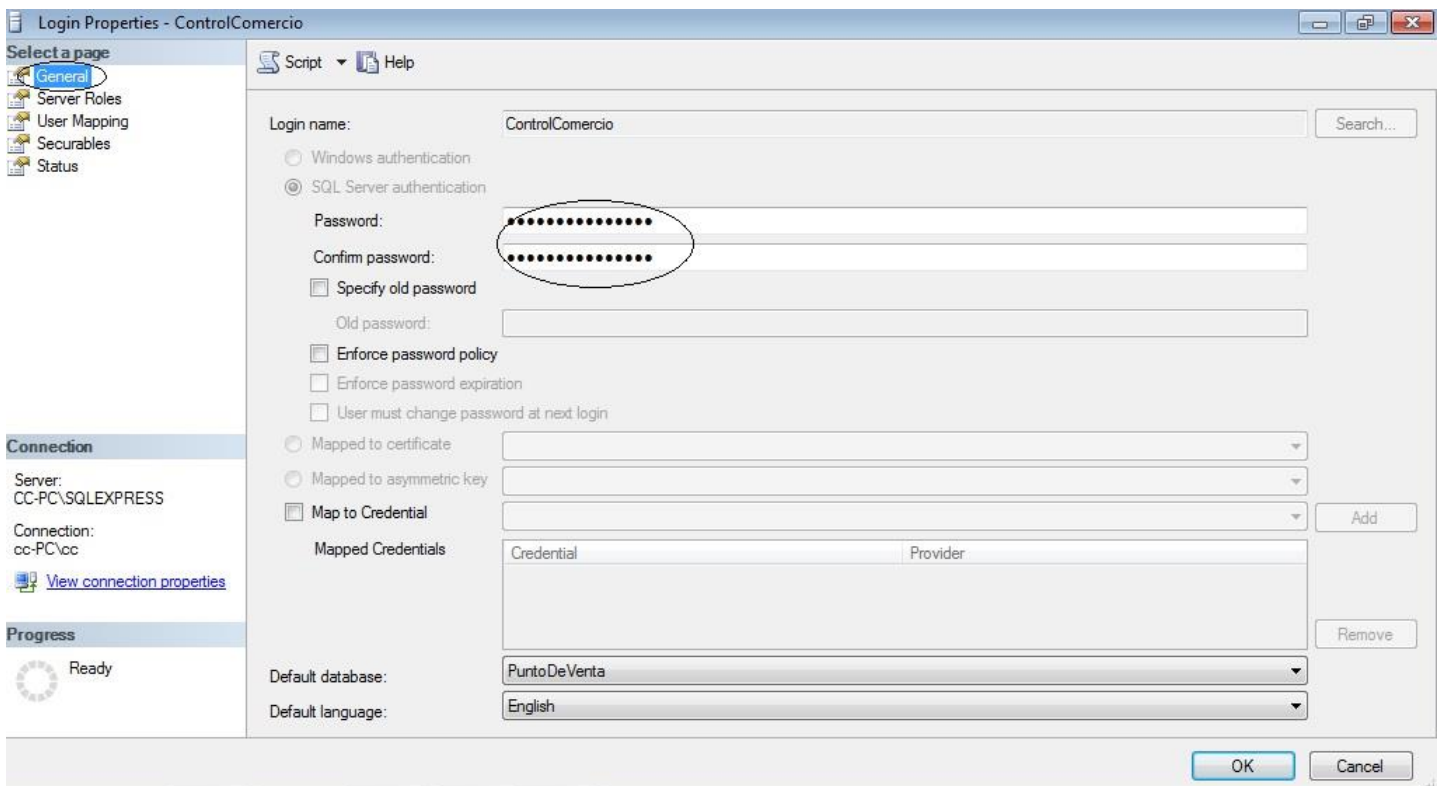 Login Properties - ControlComercio
Select a page
General
Server Roles
User Mapping
Securables
Status
Script
Help
Login name:
ControlComercio
Search...
Windows authentication
SQL Server authentication
Password:
●●●●●●●●●●●●●●●
Confirm password:
●●●●●●●●●●●●●●●
Specify old password
Old password:
Enforce password policy
Enforce password expiration
User must change password at next login
Mapped to certificate
Mapped to asymmetric key
Map to Credential
Add
Mapped Credentials
Credential
Provider
Remove
Default database:
PuntoDeVenta
Default language:
English
Connection
Server:
CC-PC\SQLEXPRESS
Connection:
cc-PC\cc
View connection properties
Progress
Ready
OK
Cancel